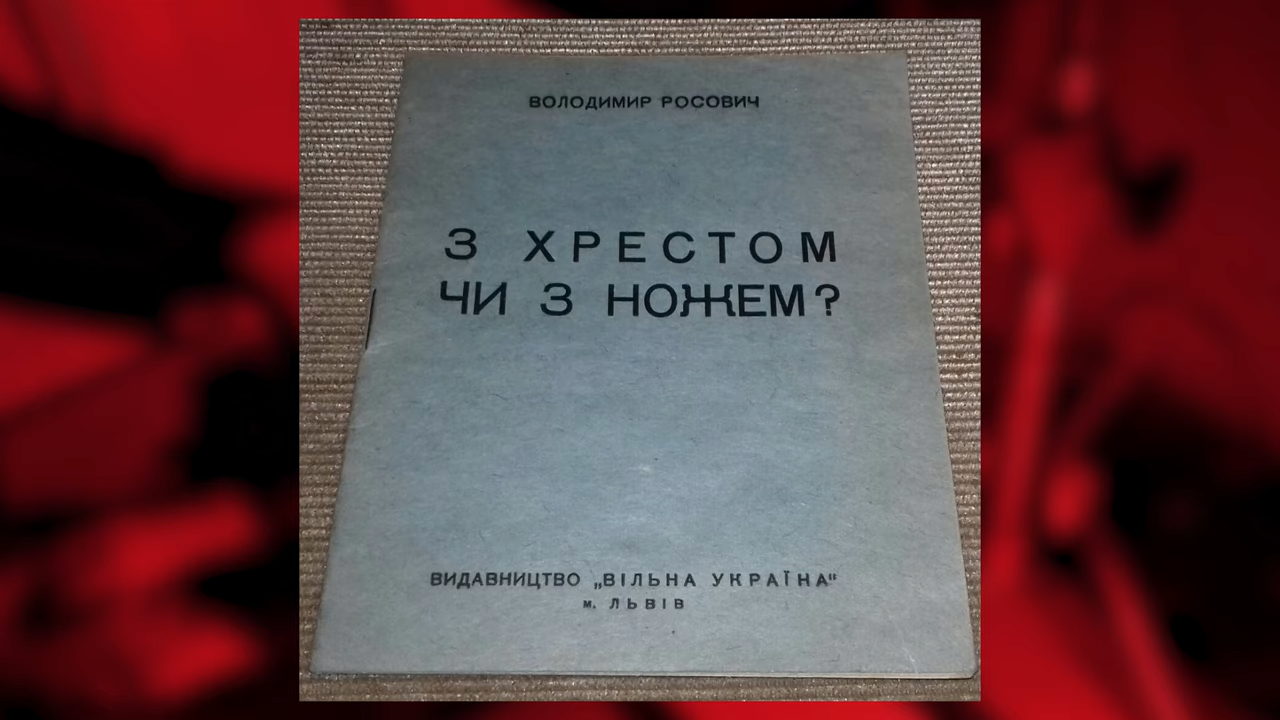 ВОЛОДИМИР РОСОВИЧ
З ХРЕСТОМ
ЧИ З НОЖЕМ?
ВИДАВНИЦТВО „ВІЛЬНА УКРАЇНА"
м. ЛЬВІВ